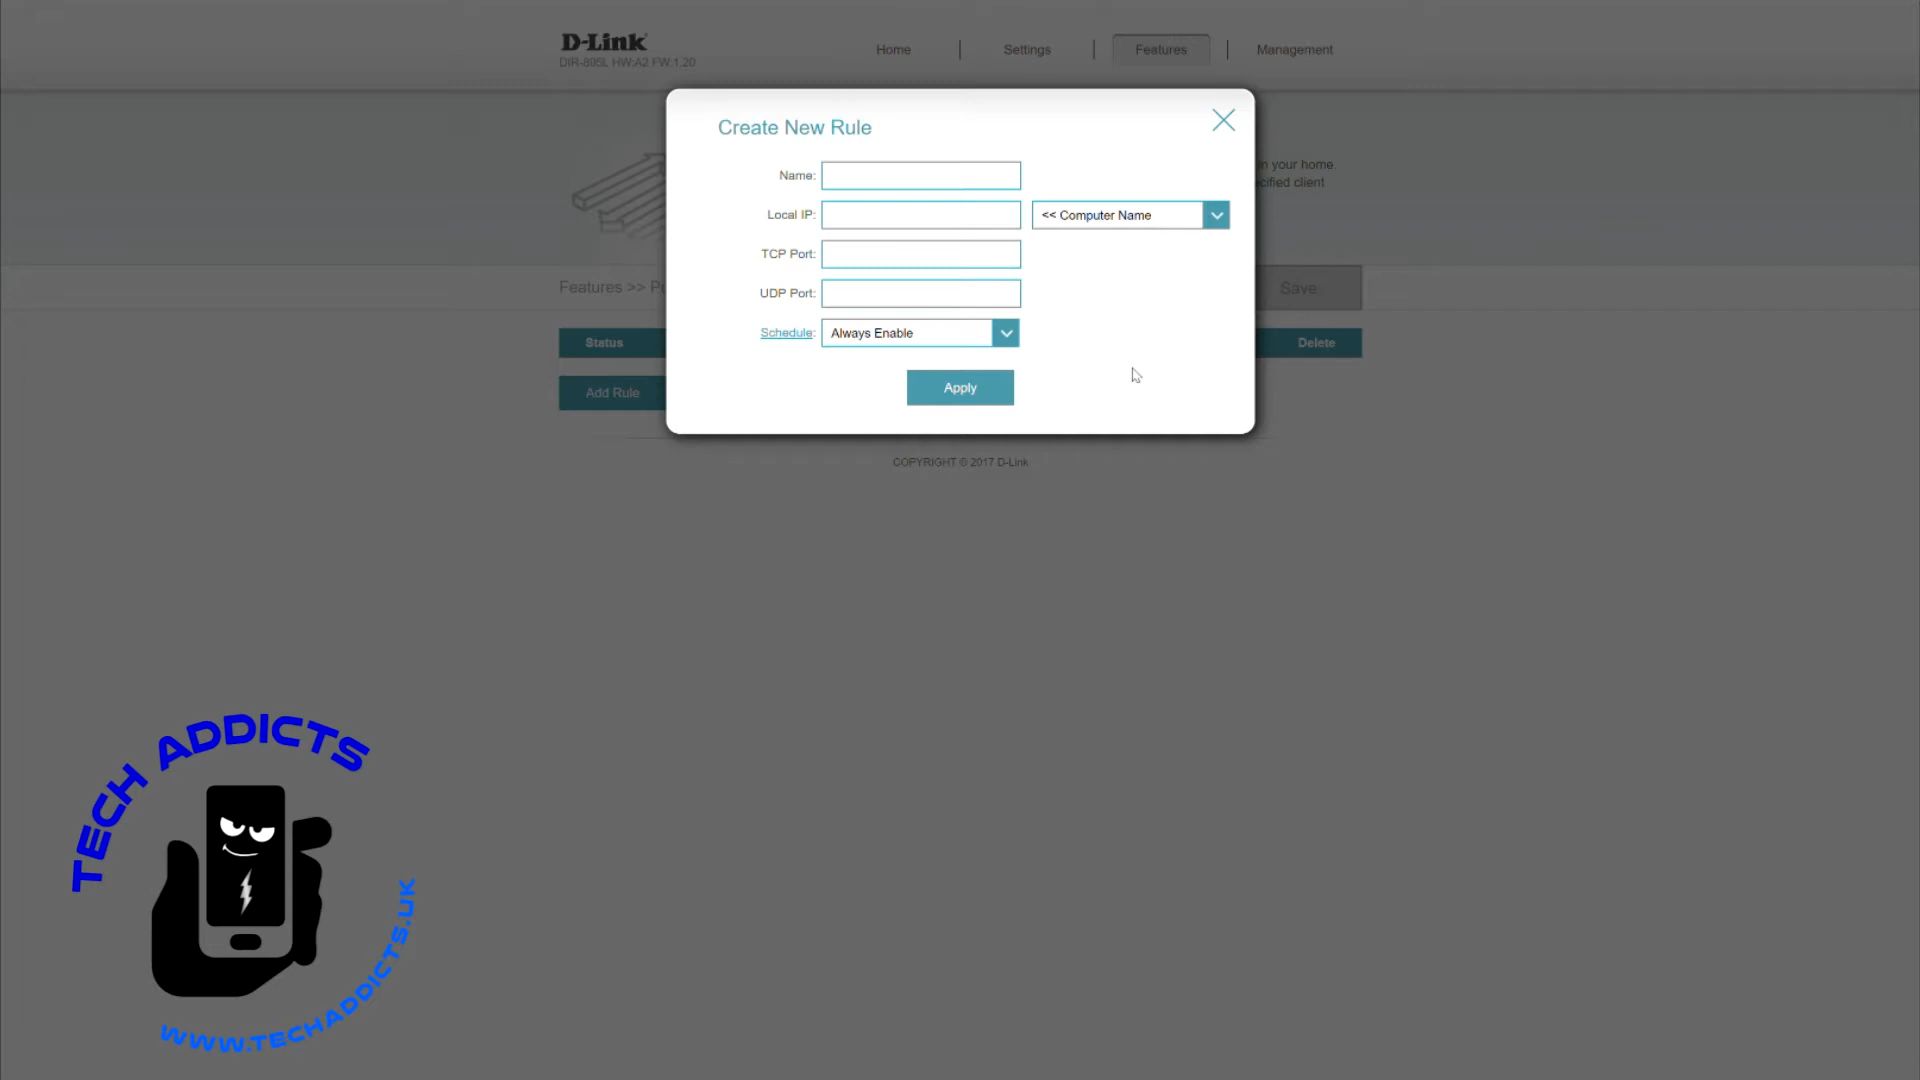 D-Link
DIR-885L HW:A2 FW:1.20
Home
Settings
Features
Management
Create New Rule
Name:
Local IP:
<< Computer Name
TCP Port:
UDP Port:
Schedule:
Always Enable
Apply
in your home.
client
Features >>
Save
Status
Delete
Add Rule
COPYRIGHT © 2017 D-Link
TECH ADDICTS
WWW.TECHADDICTS.UK